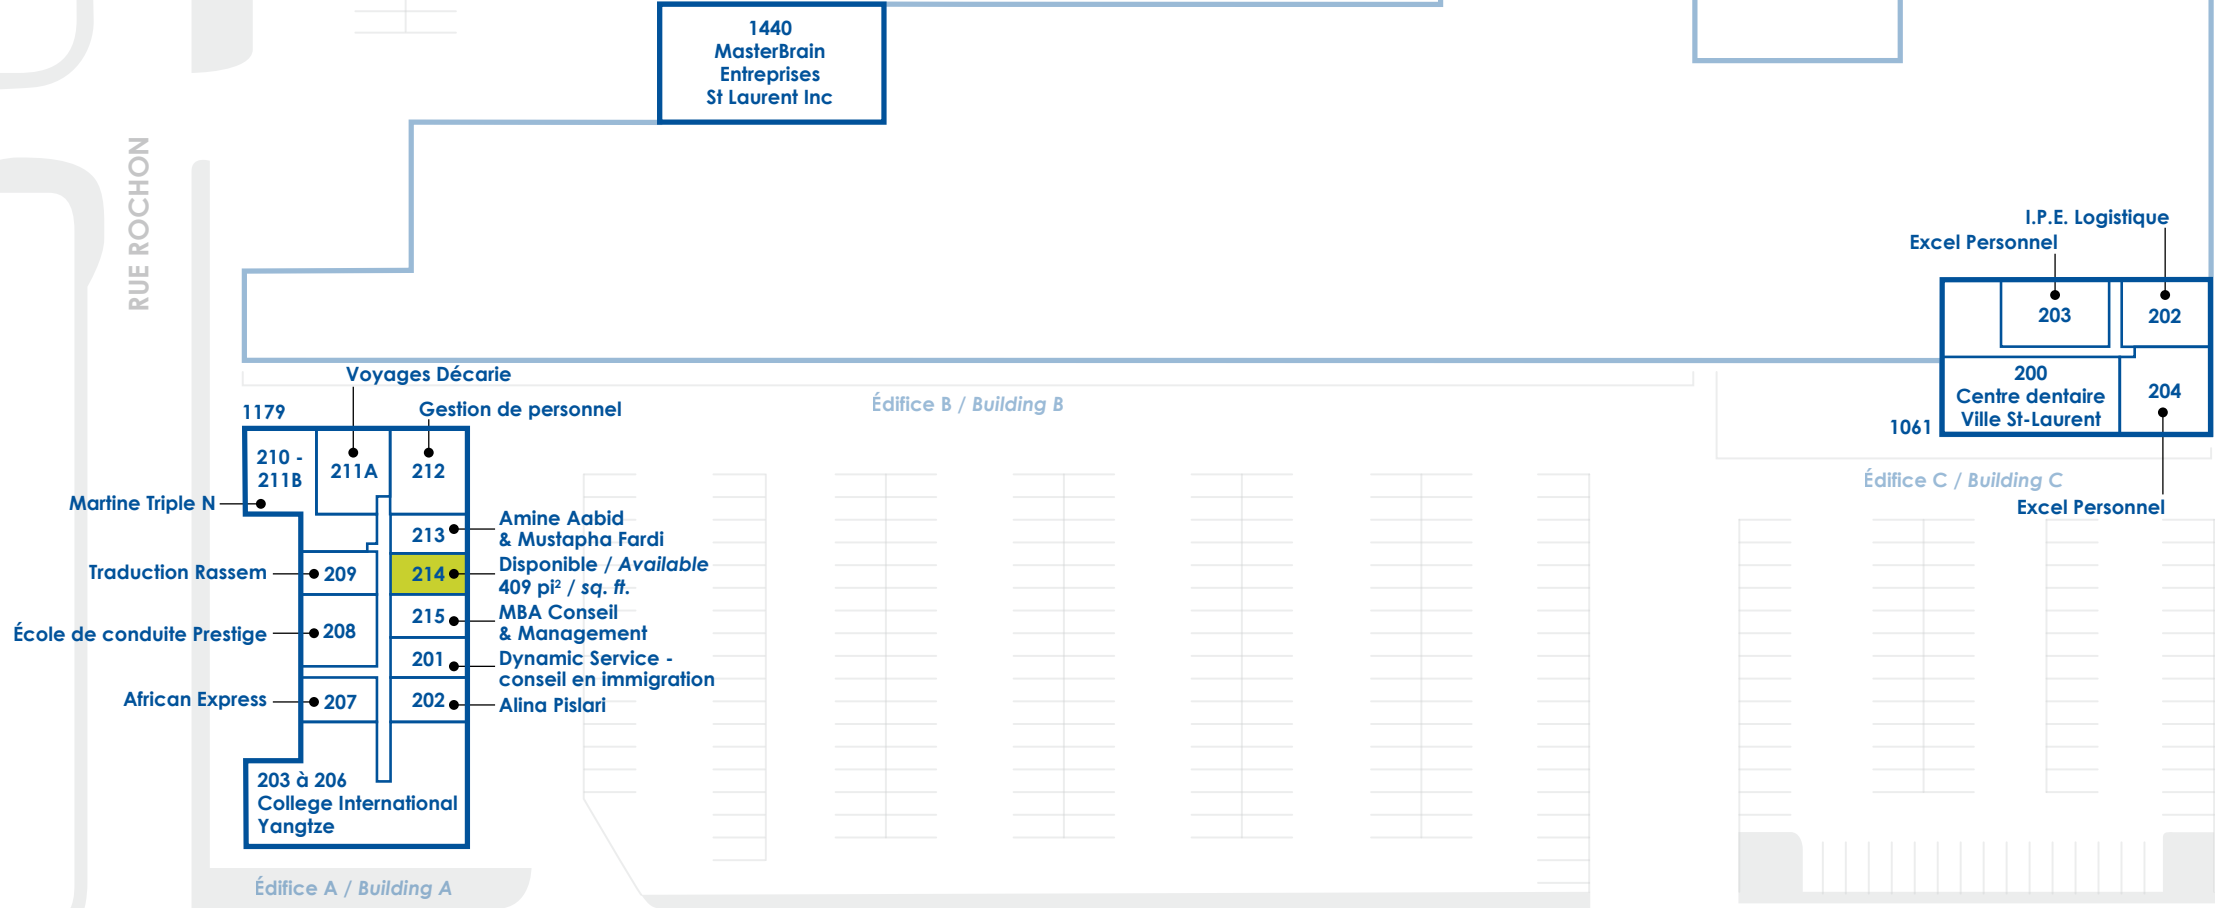 1440
MasterBrain
Entreprises
St Laurent Inc
RUE ROCHON
I.P.E. Logistique
Excel Personnel
203
202
200
Centre dentaire
Ville St-Laurent
204
1061
Édifice C / Building C
Excel Personnel
Édifice B / Building B
Voyages Décarie
1179
Gestion de personnel
210 -
211B
211A
212
Martine Triple N
213
Amine Aabid
& Mustapha Fardi
Traduction Rassem
209
214
Disponible / Available
409 pi² / sq. ft.
École de conduite Prestige
208
215
MBA Conseil
& Management
201
Dynamic Service -
conseil en immigration
African Express
207
202
Alina Pislari
203 à 206
College International
Yangtze
Édifice A / Building A